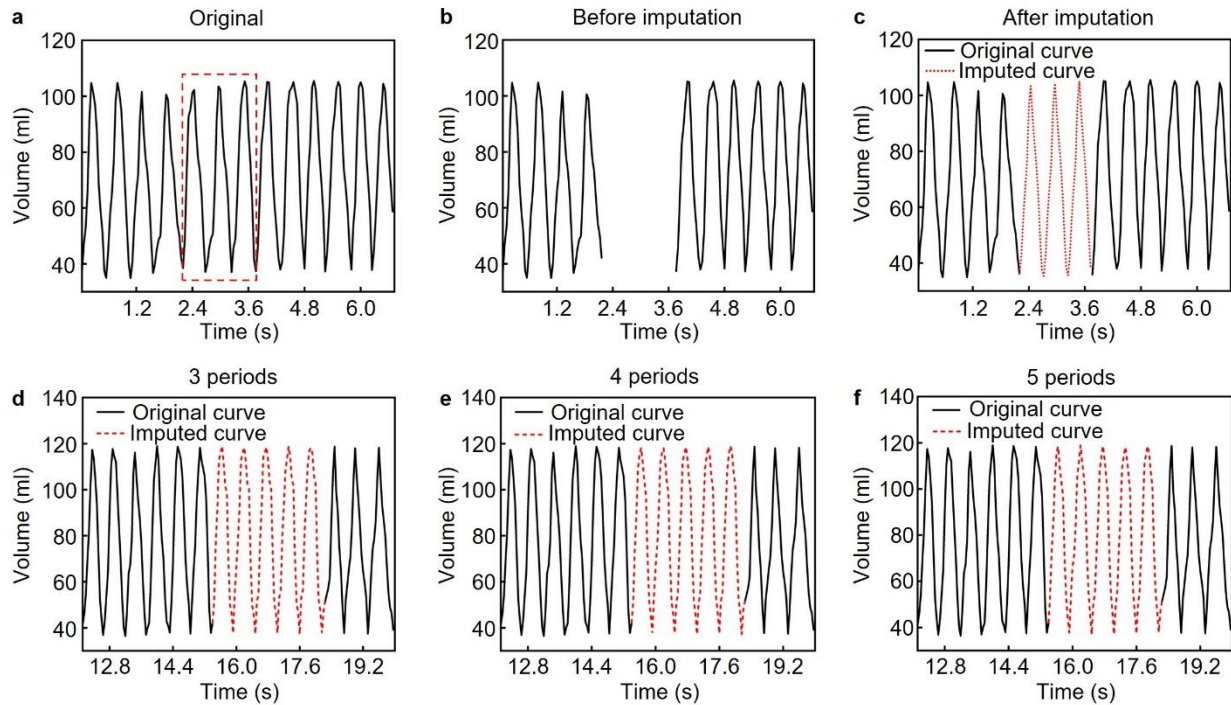 a Original
120
100
80
60
40
Volume (ml)
1.2 2.4 3.6 4.8 6.0
Time (s)
b Before imputation
120
100
80
60
40
Volume (ml)
1.2 2.4 3.6 4.8 6.0
Time (s)
c After imputation
Original curve
Imputed curve
120
100
80
60
40
Volume (ml)
1.2 2.4 3.6 4.8 6.0
Time (s)
d 3 periods
Original curve
Imputed curve
140
120
100
80
60
40
Volume (ml)
12.8 14.4 16.0 17.6 19.2
Time (s)
e 4 periods
Original curve
Imputed curve
140
120
100
80
60
40
Volume (ml)
12.8 14.4 16.0 17.6 19.2
Time (s)
f 5 periods
Original curve
Imputed curve
140
120
100
80
60
40
Volume (ml)
12.8 14.4 16.0 17.6 19.2
Time (s)